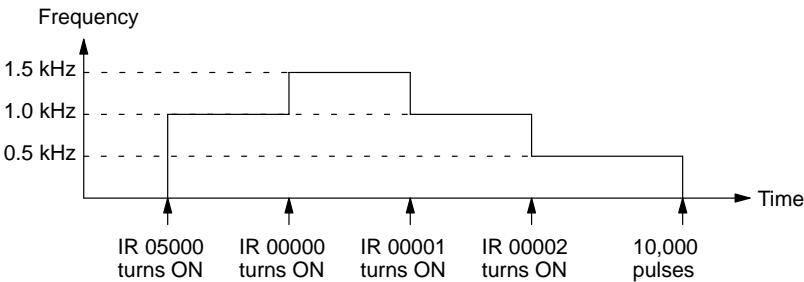 Frequency
1.5 kHz
1.0 kHz
0.5 kHz
Time
IR 05000
turns ON
IR 00000
turns ON
IR 00001
turns ON
IR 00002
turns ON
10,000
pulses